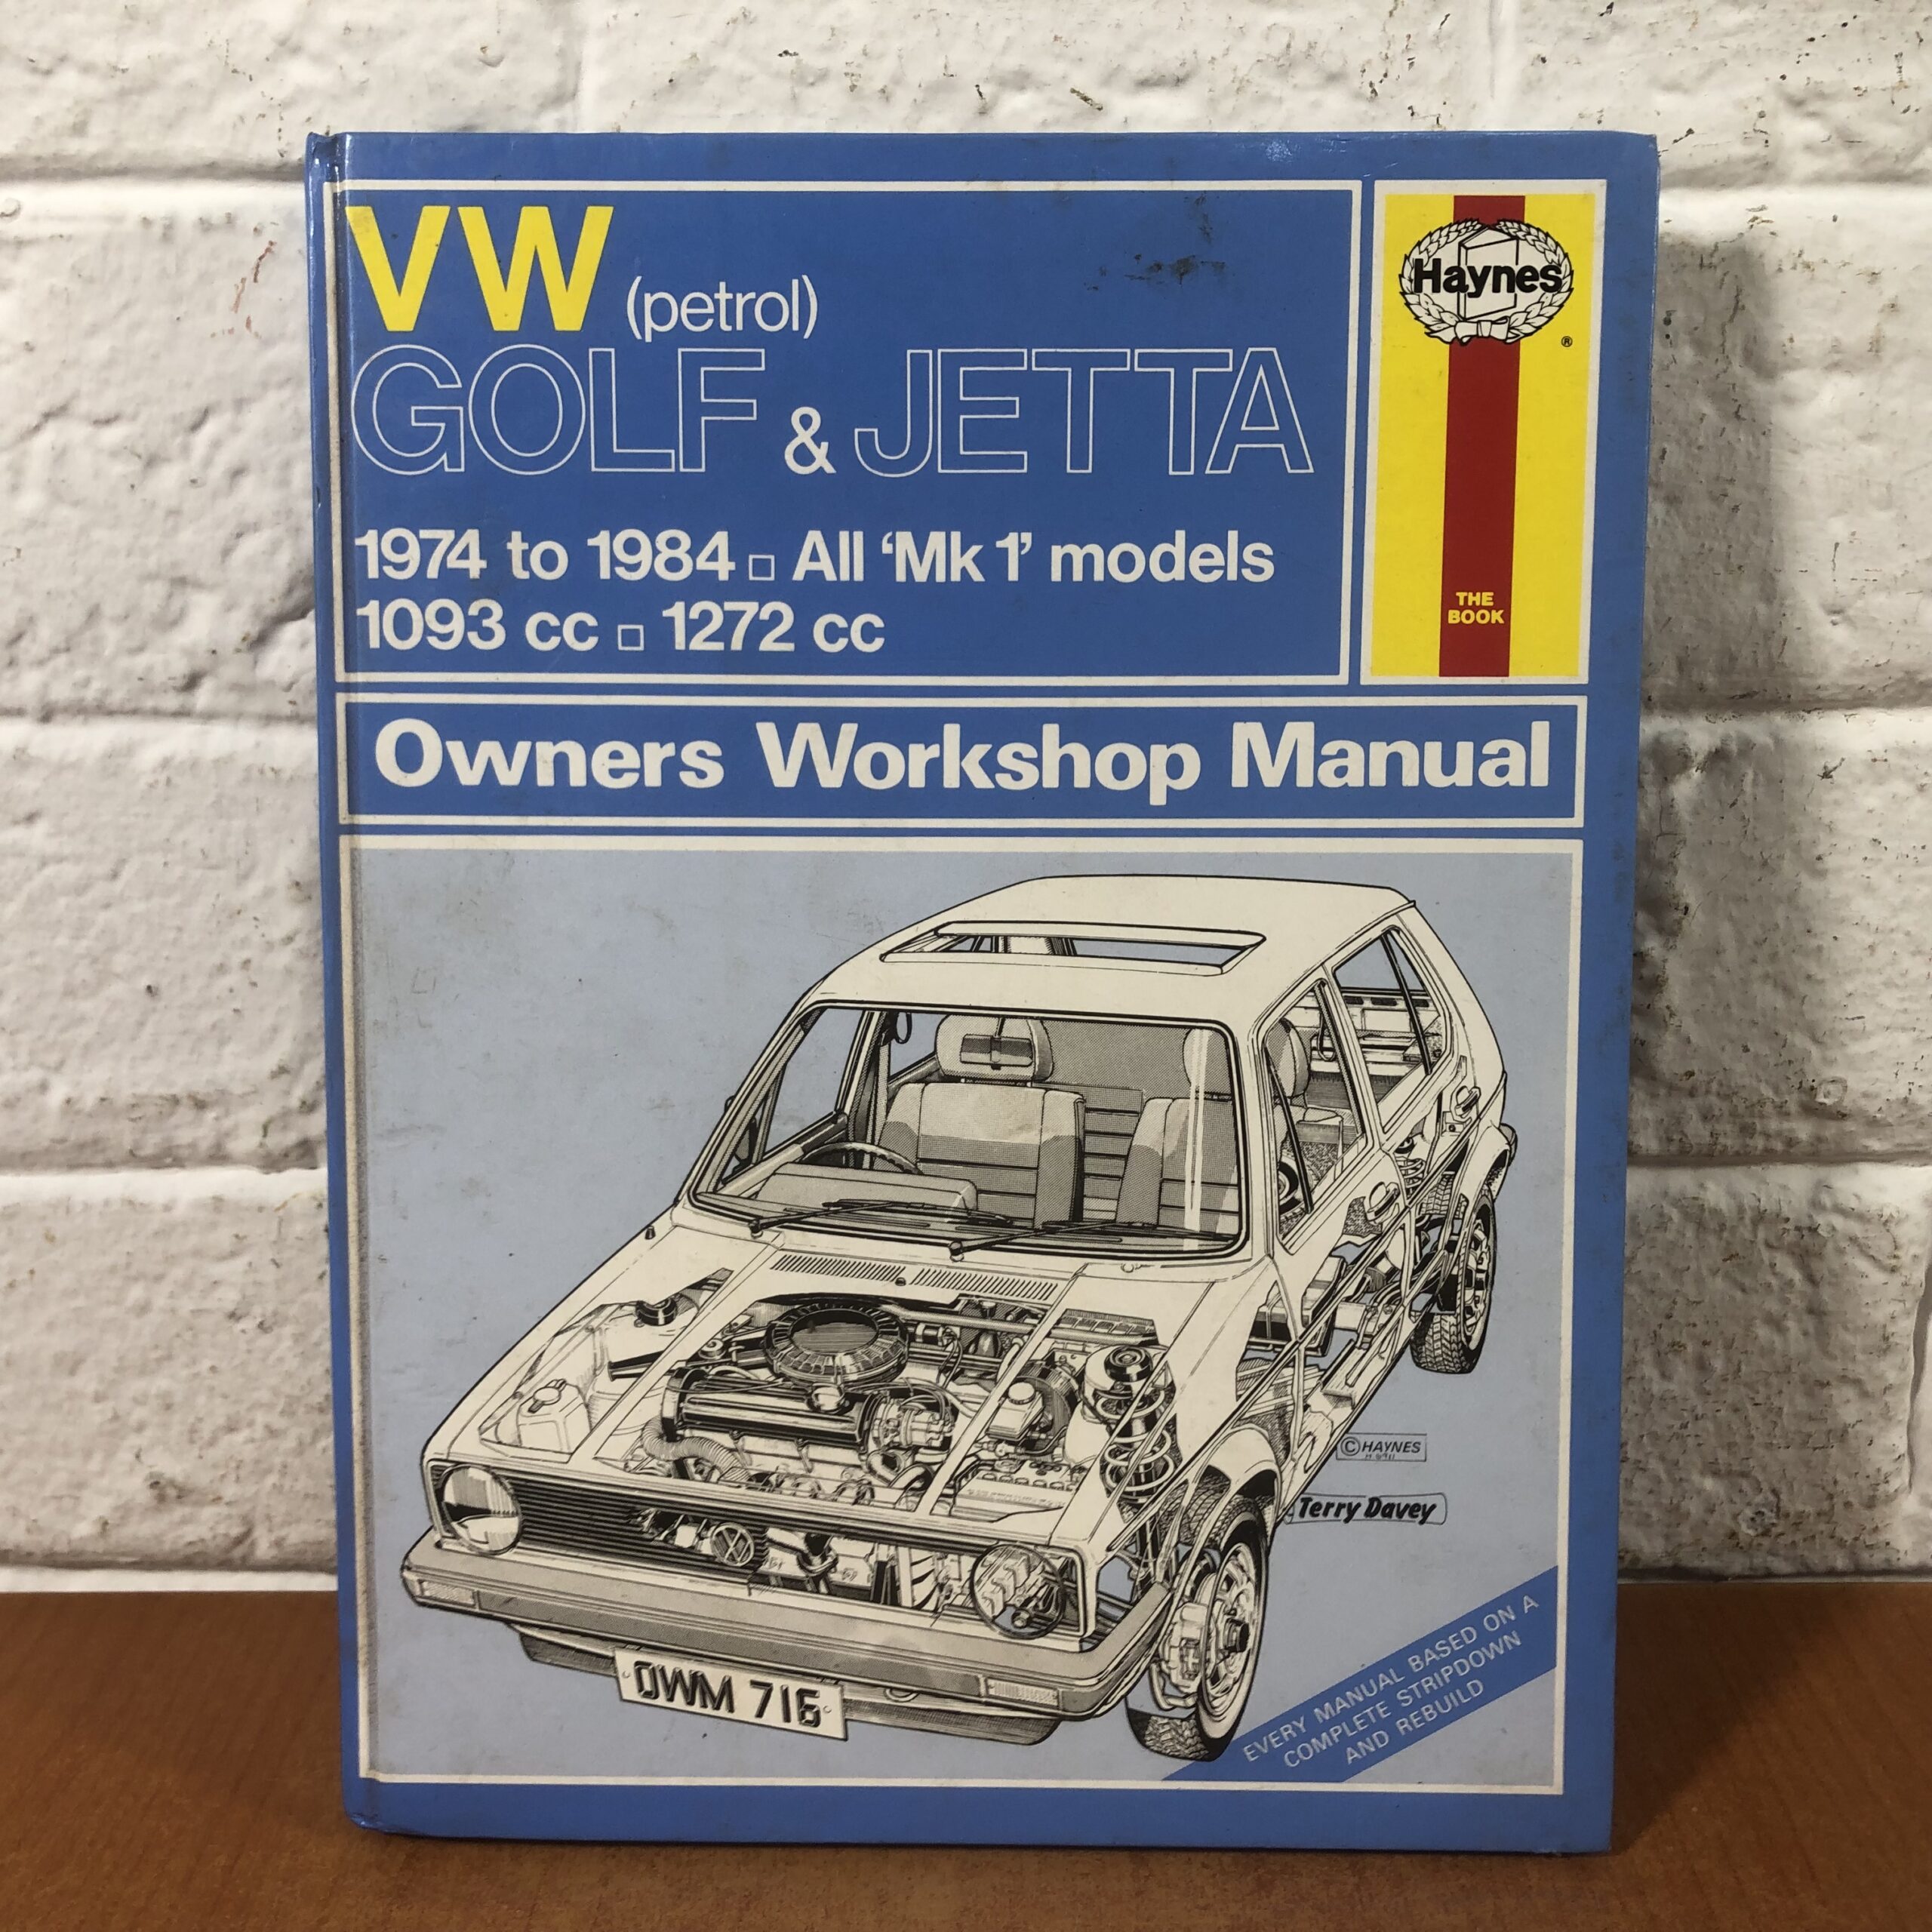 VW (petrol)
GOLF & JETTA
1974 to 1984 □ All ‘Mk 1’ models
1093 cc □ 1272 cc
Haynes
®
THE
BOOK
Owners Workshop Manual
© HAYNES
Terry Davey
OWM 716
EVERY MANUAL BASED ON A
COMPLETE STRIPDOWN
AND REBUILD